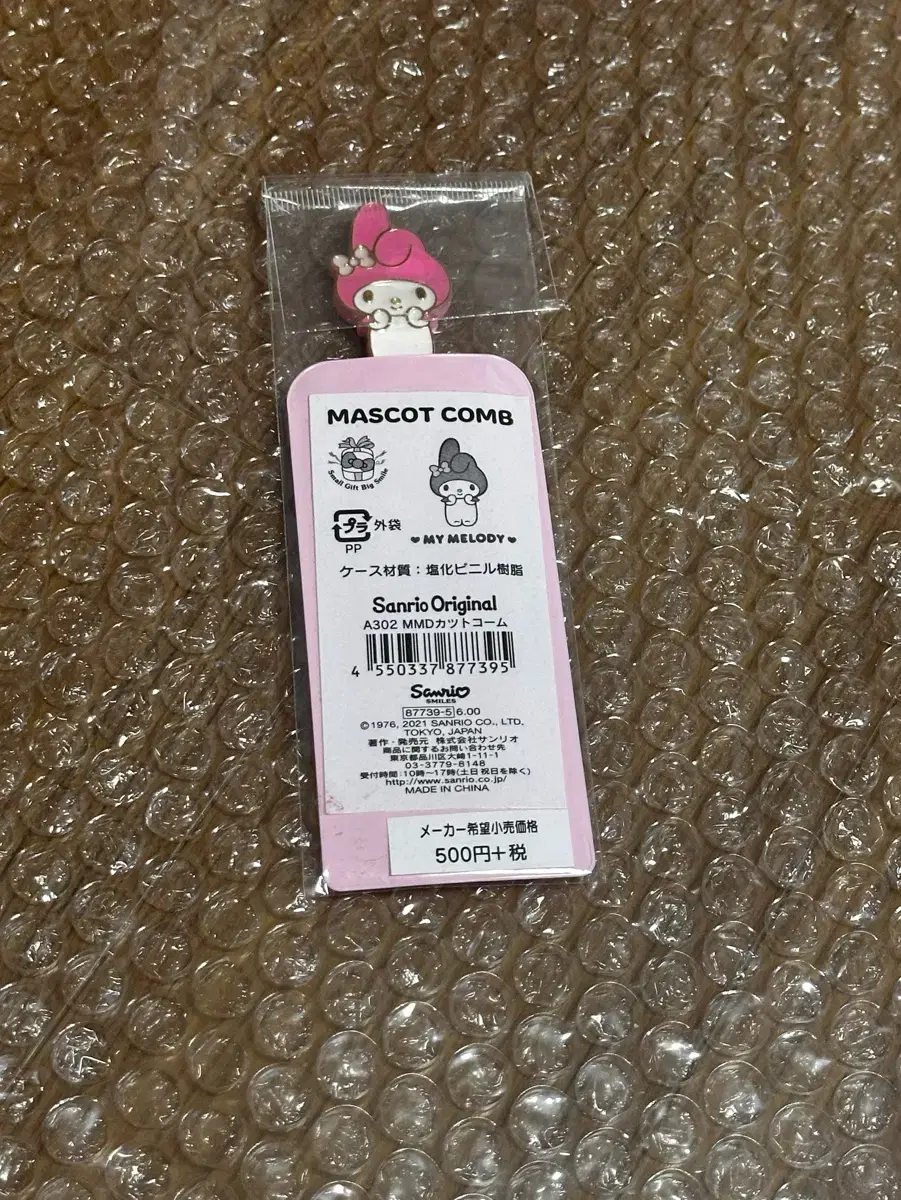 MASCOT COMB
Small Gift Big Smile
プラ 外袋
PP
MY MELODY
ケース材質:塩化ビニル樹脂
Sanrio Original
A302 MMDカットコーム
4 550337 877395
Sanrio
SMILES
87739-5 6.00
©1976, 2021 SANRIO CO., LTD.
TOKYO, JAPAN
著作・発売元 株式会社サンリオ
商品に関するお問い合わせ先
東京都品川区大崎1-11-1
03-3779-8148
受付時間:10時~17時(土日祝日を除く)
http://www.sanrio.co.jp/
MADE IN CHINA
メーカー希望小売価格
500円+税